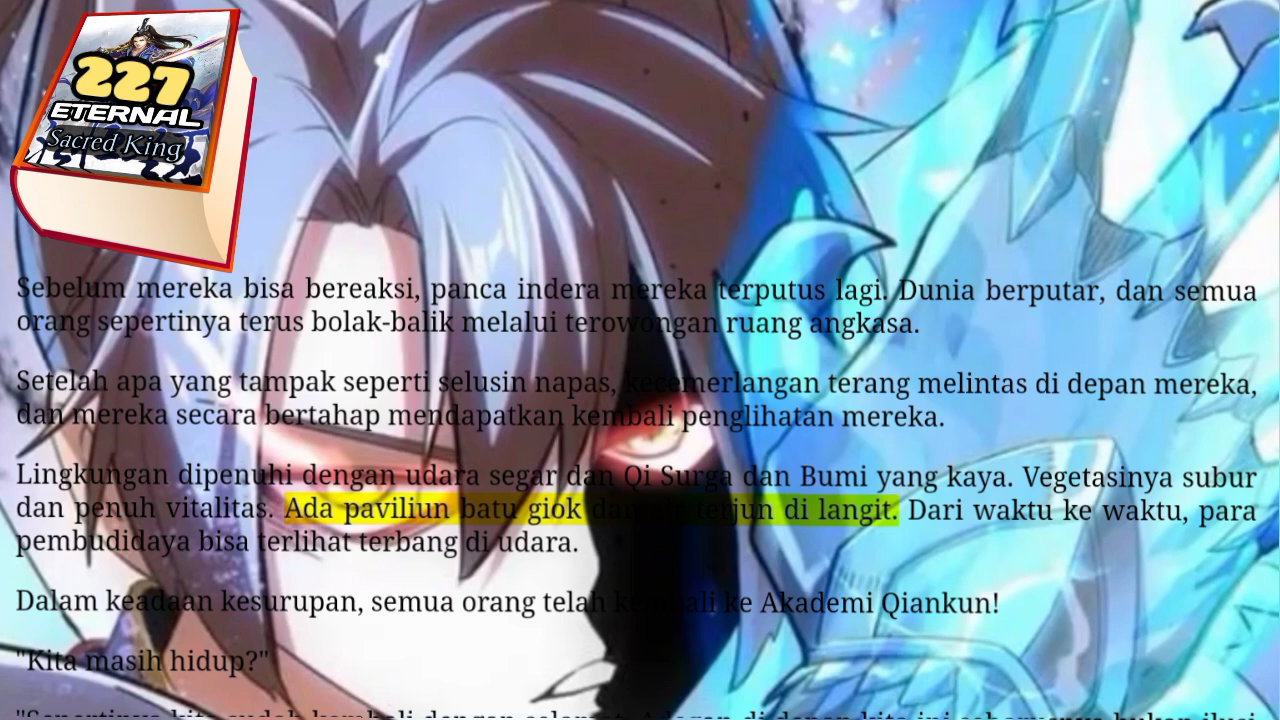 227
ETERNAL
Sacred King
Sebelum mereka bisa bereaksi, panca indera mereka terputus lagi. Dunia berputar, dan semua
orang sepertinya terus bolak-balik melalui terowongan ruang angkasa.
Setelah apa yang tampak seperti selusin napas, kecemerlangan terang melintas di depan mereka,
dan mereka secara bertahap mendapatkan kembali penglihatan mereka.
Lingkungan dipenuhi dengan udara segar dan Qi Surga dan Bumi yang kaya. Vegetasinya subur
dan penuh vitalitas. Ada paviliun batu giok dan air terjun di langit. Dari waktu ke waktu, para
pembudidaya bisa terlihat terbang di udara.
Dalam keadaan kesurupan, semua orang telah kembali ke Akademi Qiankun!
"Kita masih hidup?"